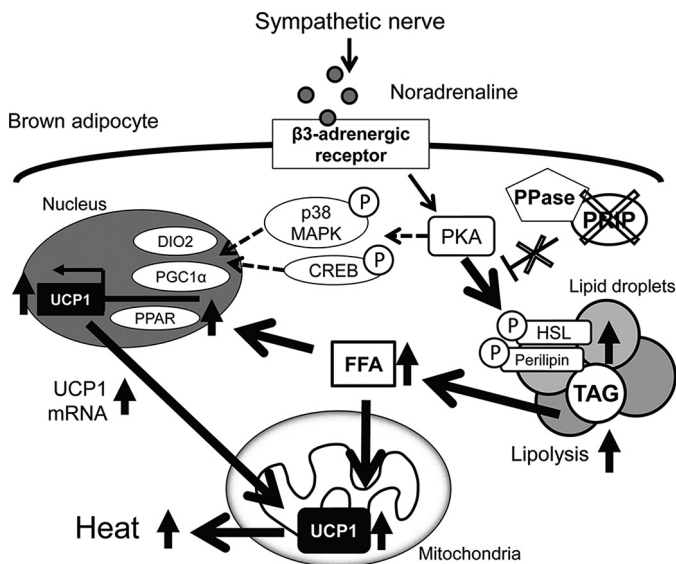 Sympathetic nerve
Noradrenaline
Brown adipocyte
β3-adrenergic
receptor
PPase
PRIP
Nucleus
P
p38
MAPK
DIO2
PKA
P
CREB
PGC1α
UCP1
PPAR
Lipid droplets
P
HSL
P
Perilipin
FFA
TAG
UCP1
mRNA
Lipolysis
UCP1
Heat
Mitochondria